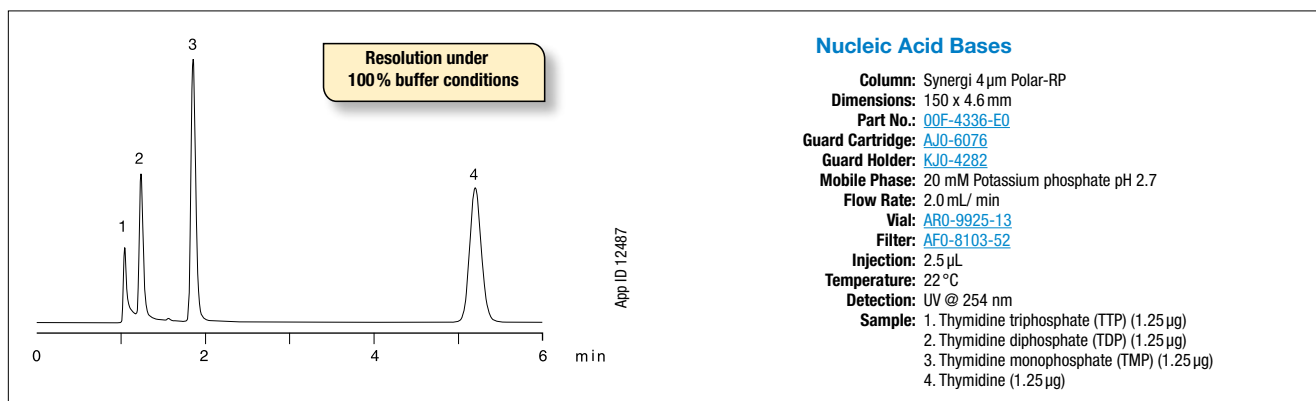 Resolution under
100% buffer conditions
1
2
3
4
0
2
4
6
min
App ID 12487
Nucleic Acid Bases
Column: Synergi 4 µm Polar-RP
Dimensions: 150 x 4.6 mm
Part No.: 00F-4336-E0
Guard Cartridge: AJ0-6076
Guard Holder: KJ0-4282
Mobile Phase: 20 mM Potassium phosphate pH 2.7
Flow Rate: 2.0 mL/ min
Vial: AR0-9925-13
Filter: AF0-8103-52
Injection: 2.5 µL
Temperature: 22 °C
Detection: UV @ 254 nm
Sample: 1. Thymidine triphosphate (TTP) (1.25 µg)
2. Thymidine diphosphate (TDP) (1.25 µg)
3. Thymidine monophosphate (TMP) (1.25 µg)
4. Thymidine (1.25 µg)